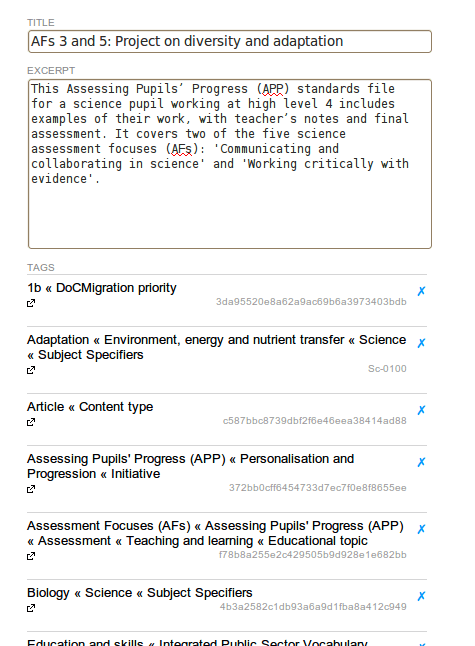 TITLE
AFs 3 and 5: Project on diversity and adaptation
EXCERPT
This Assessing Pupils’ Progress (APP) standards file
for a science pupil working at high level 4 includes
examples of their work, with teacher’s notes and final
assessment. It covers two of the five science
assessment focuses (AFs): 'Communicating and
collaborating in science' and 'Working critically with
evidence'.
TAGS
1b « DoCMigration priority
3da95520e8a62a9ac69b6a3973403bdb
Adaptation « Environment, energy and nutrient transfer « Science
« Subject Specifiers
Sc-0100
Article « Content type
c587bbc8739dbf2f6e46eea38414ad88
Assessing Pupils' Progress (APP) « Personalisation and
Progression « Initiative
372bb0cff6454733d7ec7f0e8f8655ee
Assessment Focuses (AFs) « Assessing Pupils' Progress (APP)
« Assessment « Teaching and learning « Educational topic
f78b8a255e2c429505b9d928e1e682bb
Biology « Science « Subject Specifiers
4b3a2582c1db93a6a9d1fba8a412c949
Education and skills « Integrated Public Sector Vocabulary